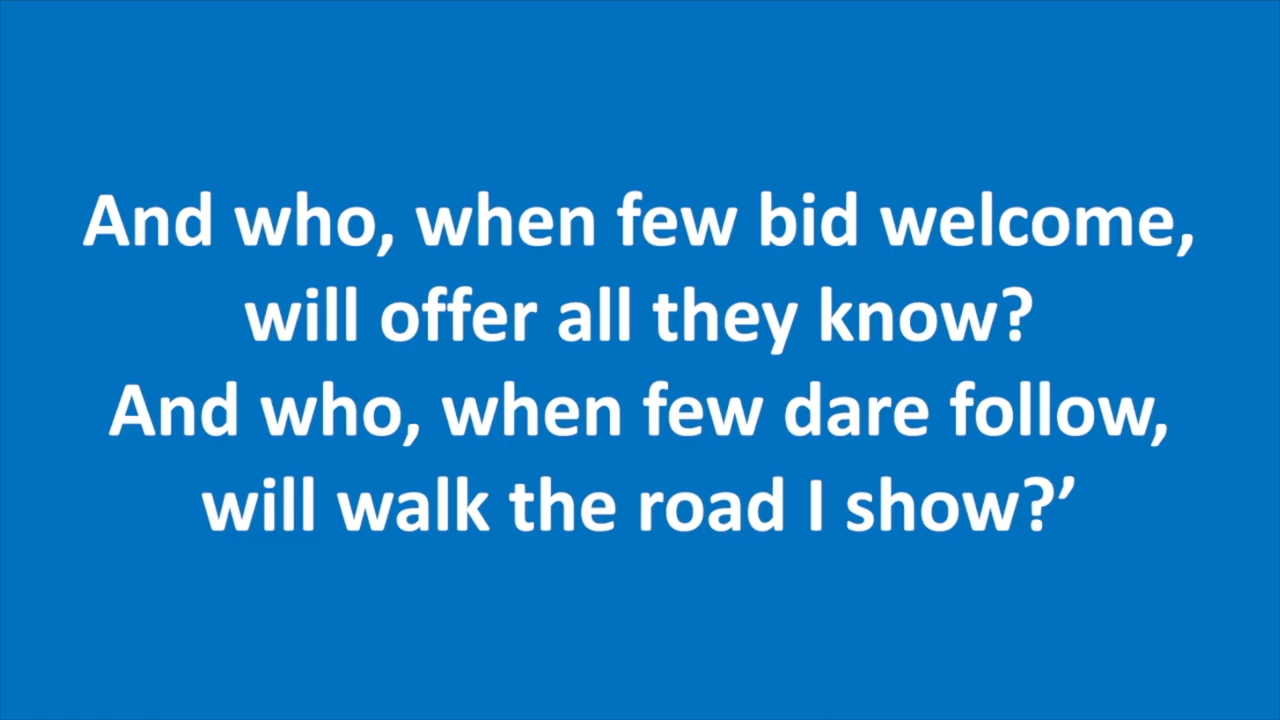 And who, when few bid welcome,
will offer all they know?
And who, when few dare follow,
will walk the road I show?’